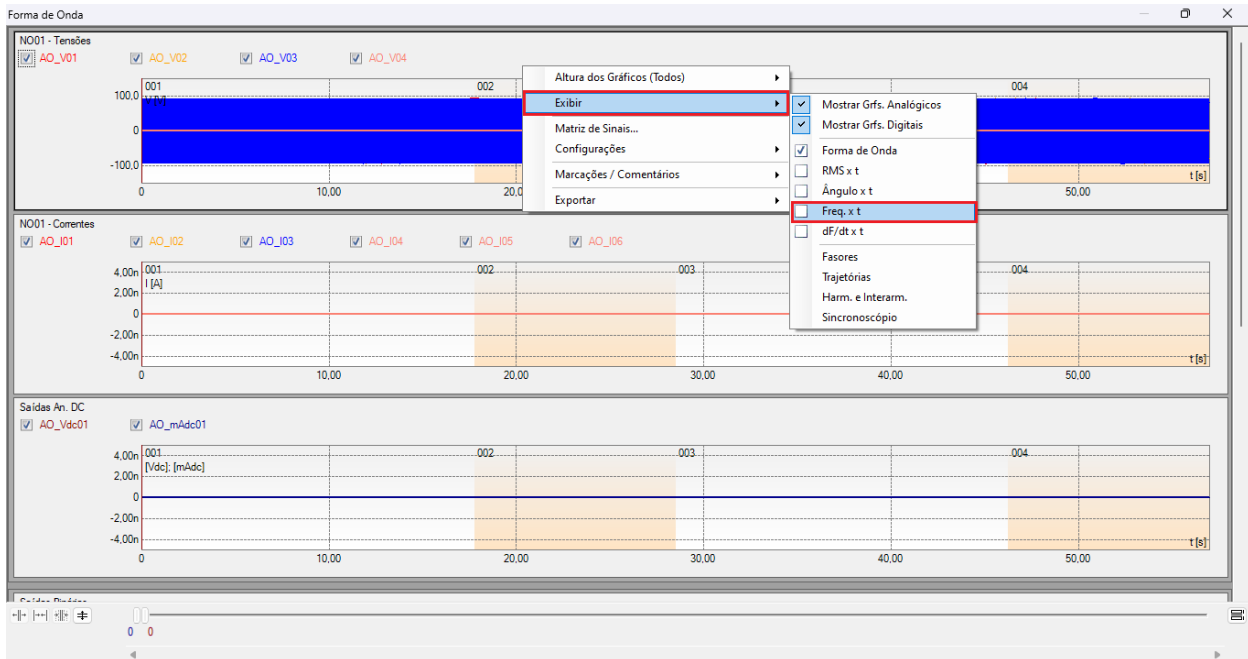 Forma de Onda
NO01 - Tensões
AO_V01 AO_V02 AO_V03 AO_V04
001 002 004
100,0
V [V]
0
-100,0
t [s]
0 10,00 20,0 50,00
Altura dos Gráficos (Todos)
Exibir
Matriz de Sinais...
Configurações
Marcações / Comentários
Exportar
Mostrar Grfs. Analógicos
Mostrar Grfs. Digitais
Forma de Onda
RMS x t
Ângulo x t
Freq. x t
dF/dt x t
Fasores
Trajetórias
Harm. e Interarm.
Sincronoscópio
NO01 - Correntes
AO_I01 AO_I02 AO_I03 AO_I04 AO_I05 AO_I06
001 002 003 004
4,00n
I [A]
2,00n
0
-2,00n
-4,00n
t [s]
0 10,00 20,00 30,00 40,00 50,00
Saídas An. DC
AO_Vdc01 AO_mAdc01
001 002 003 004
4,00n
[Vdc]; [mAdc]
2,00n
0
-2,00n
-4,00n
t [s]
0 10,00 20,00 30,00 40,00 50,00
Saídas Binárias
0 0